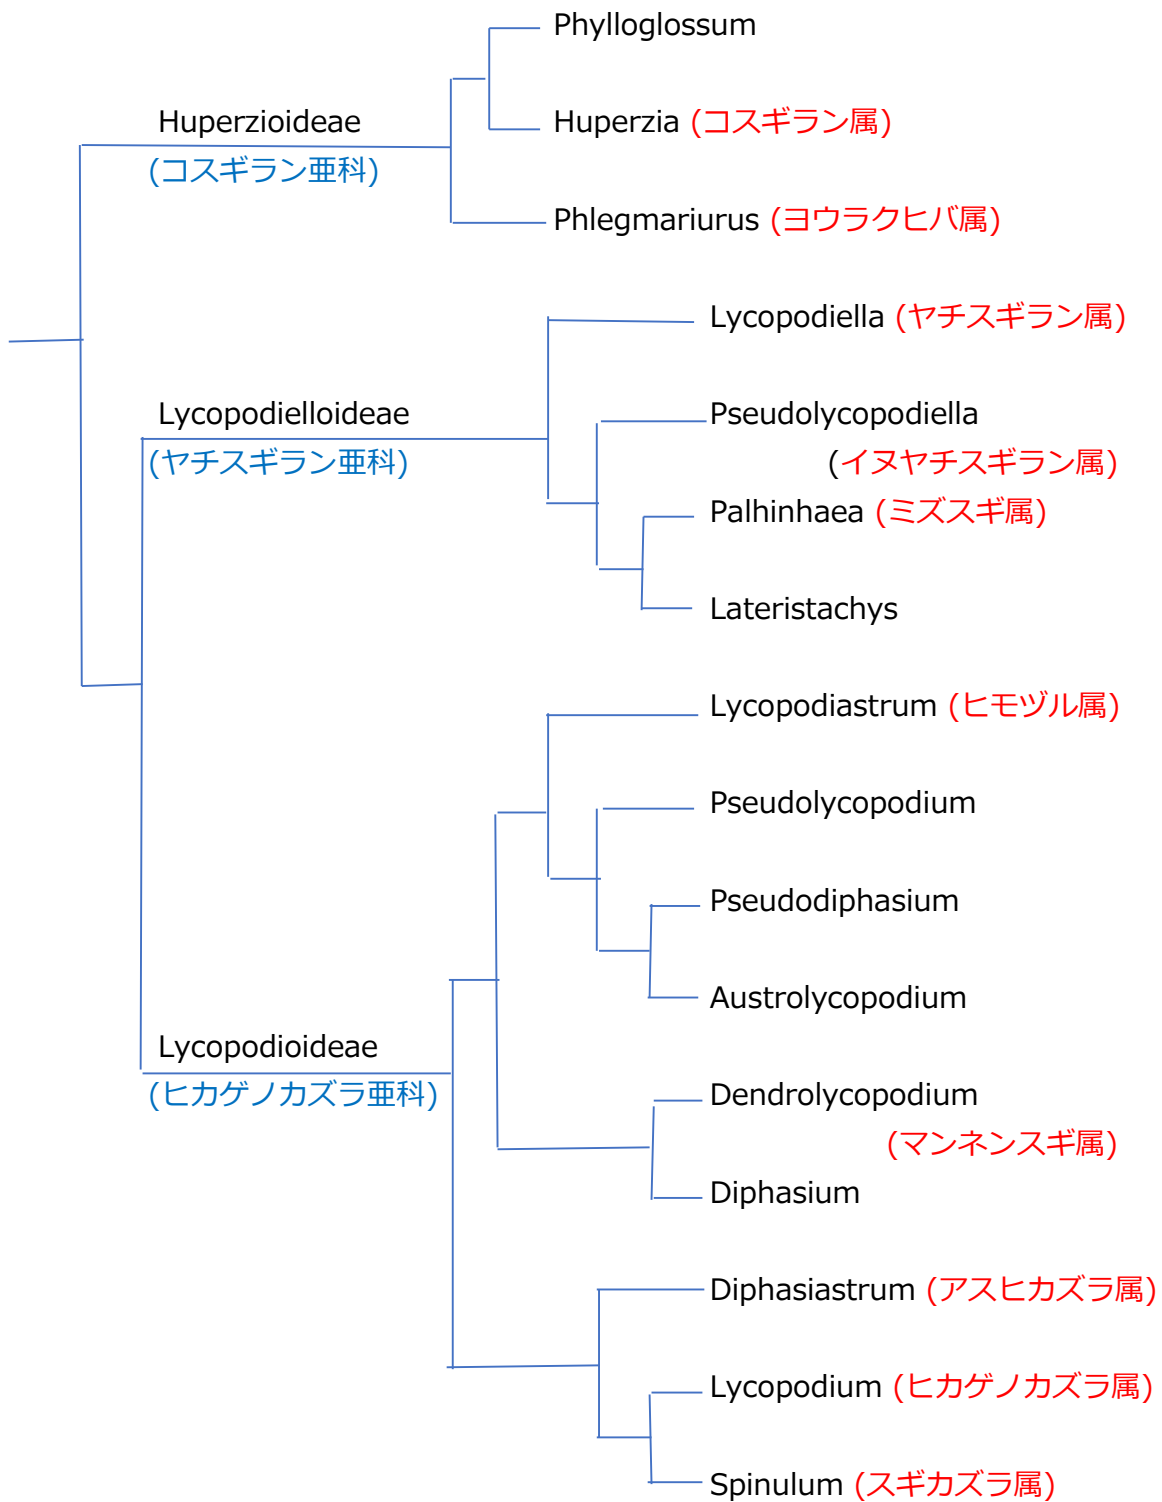 Phylloglossum
Huperzioideae
Huperzia (コスギラン属)
(コスギラン亜科)
Phlegmariurus (ヨウラクヒバ属)
Lycopodiella (ヤチスギラン属)
Lycopodielloideae
Pseudolycopodiella
(ヤチスギラン亜科)
(イヌヤチスギラン属)
Palhinhaea (ミズスギ属)
Lateristachys
Lycopodiastrum (ヒモヅル属)
Pseudolycopodium
Pseudodiphasium
Austrolycopodium
Lycopodioideae
(ヒカゲノカズラ亜科)
Dendrolycopodium
(マンネンスギ属)
Diphasium
Diphasiastrum (アスヒカズラ属)
Lycopodium (ヒカゲノカズラ属)
Spinulum (スギカズラ属)